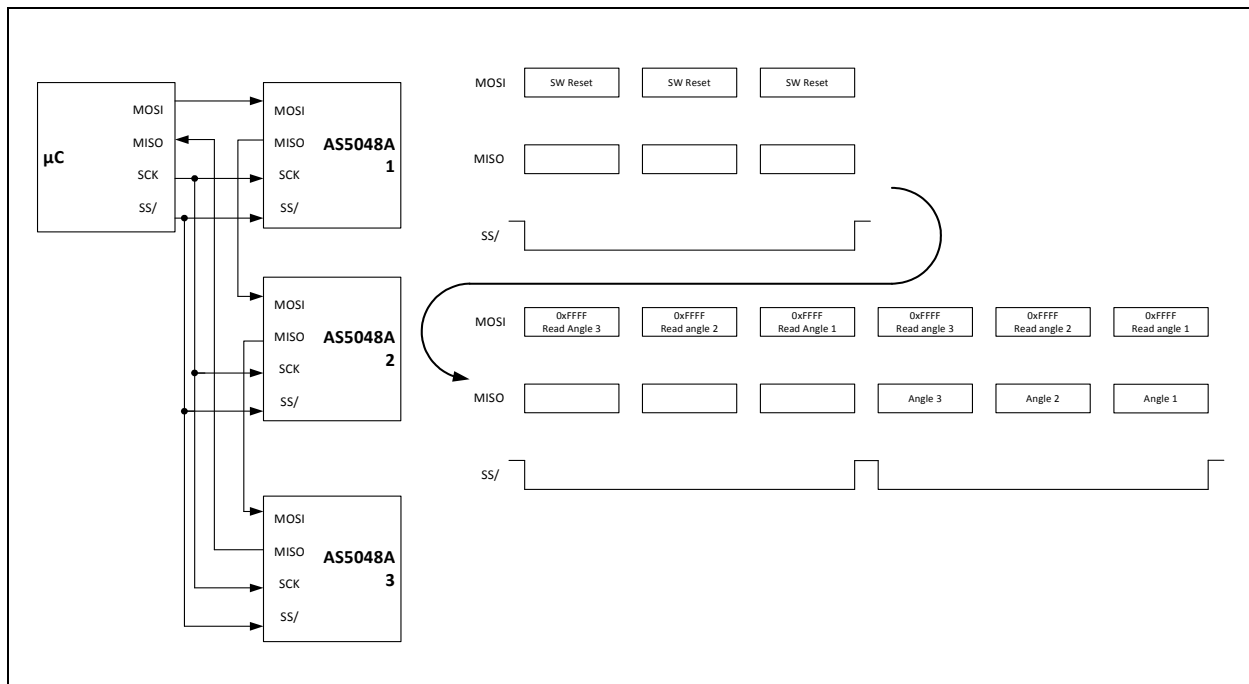 µC
MOSI
MISO
SCK
SS/
MOSI
MISO
SCK
SS/
AS5048A
1
MOSI
MISO
SCK
SS/
AS5048A
2
MOSI
MISO
SCK
SS/
AS5048A
3
MOSI SW Reset SW Reset SW Reset
MISO
SS/
MOSI 0xFFFF 0xFFFF 0xFFFF 0xFFFF 0xFFFF 0xFFFF
Read Angle 3 Read angle 2 Read Angle 1 Read angle 3 Read angle 2 Read angle 1
MISO Angle 3 Angle 2 Angle 1
SS/